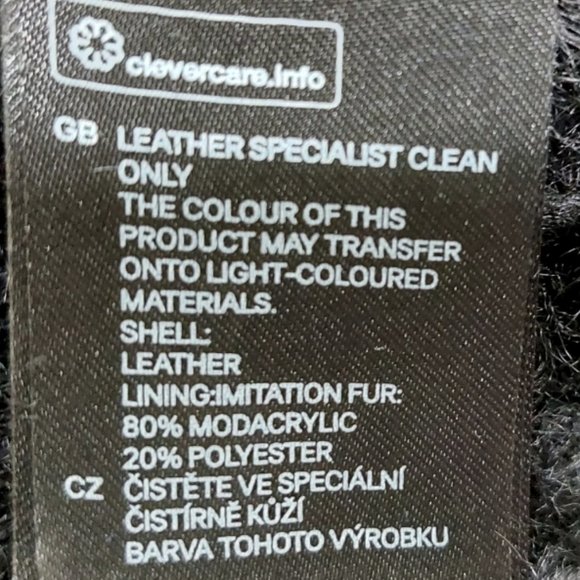 clevercare.info
GB LEATHER SPECIALIST CLEAN
ONLY
THE COLOUR OF THIS
PRODUCT MAY TRANSFER
ONTO LIGHT-COLOURED
MATERIALS.
SHELL:
LEATHER
LINING:IMITATION FUR:
80% MODACRYLIC
20% POLYESTER
CZ ČISTĚTE VE SPECIÁLNÍ
ČISTÍRNĚ KŮŽÍ
BARVA TOHOTO VÝROBKU